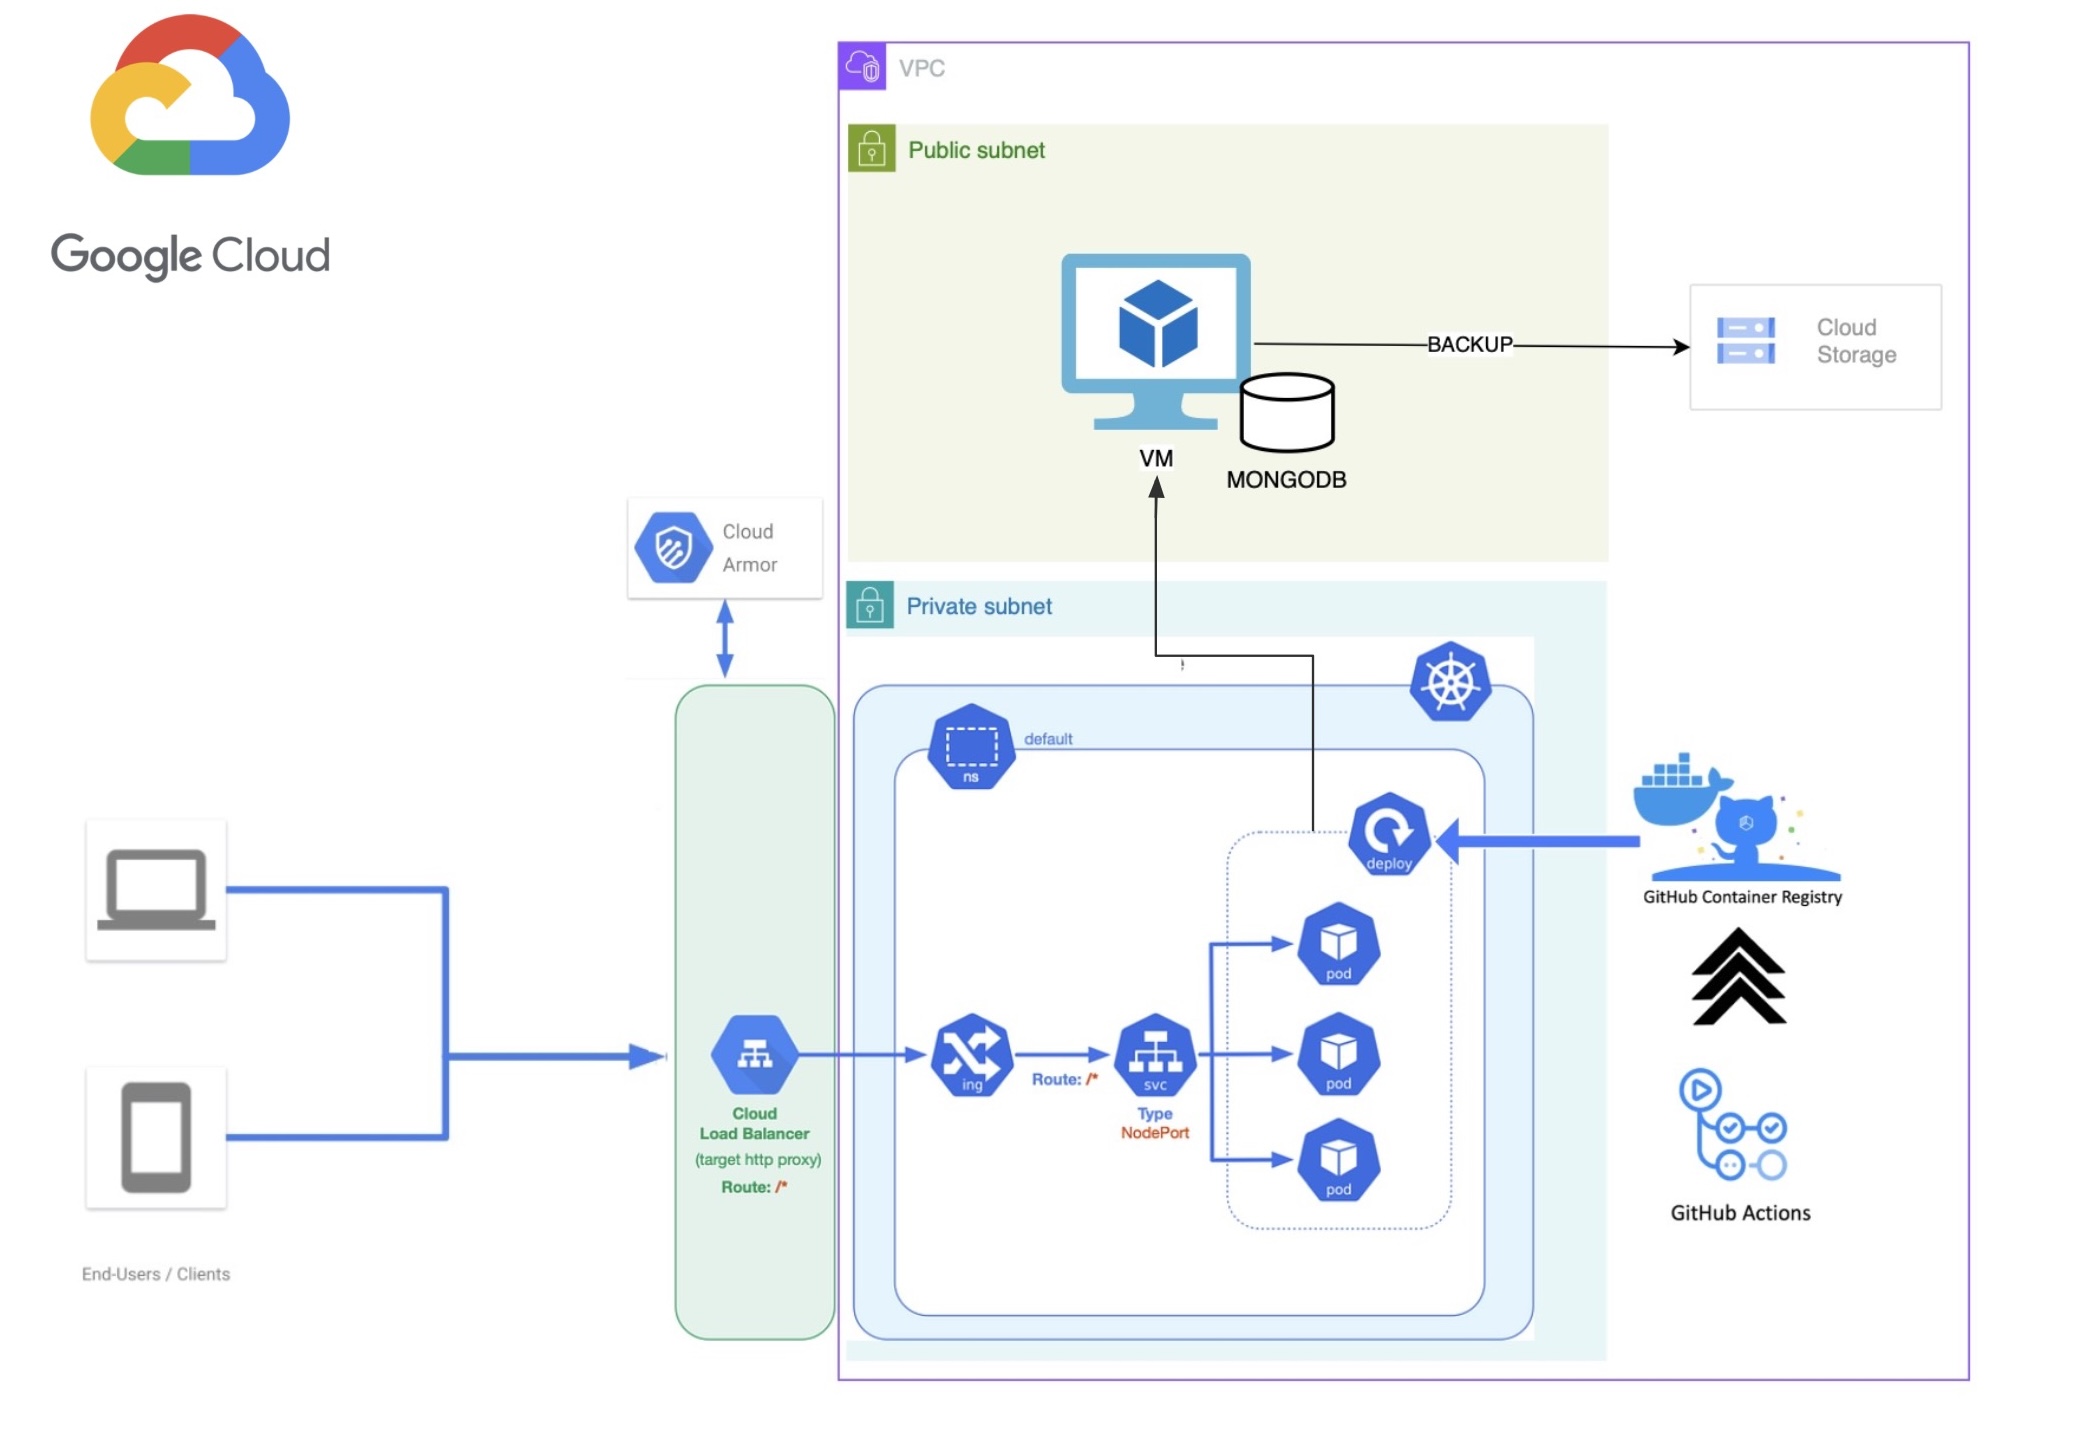 Google Cloud
VPC
Public subnet
BACKUP
Cloud
Storage
VM
MONGODB
Cloud
Armor
Private subnet
ns
default
deploy
GitHub Container Registry
pod
ing
Route: /*
svc
pod
Cloud
Load Balancer
(target http proxy)
Route: /*
Type
NodePort
pod
GitHub Actions
End-Users / Clients